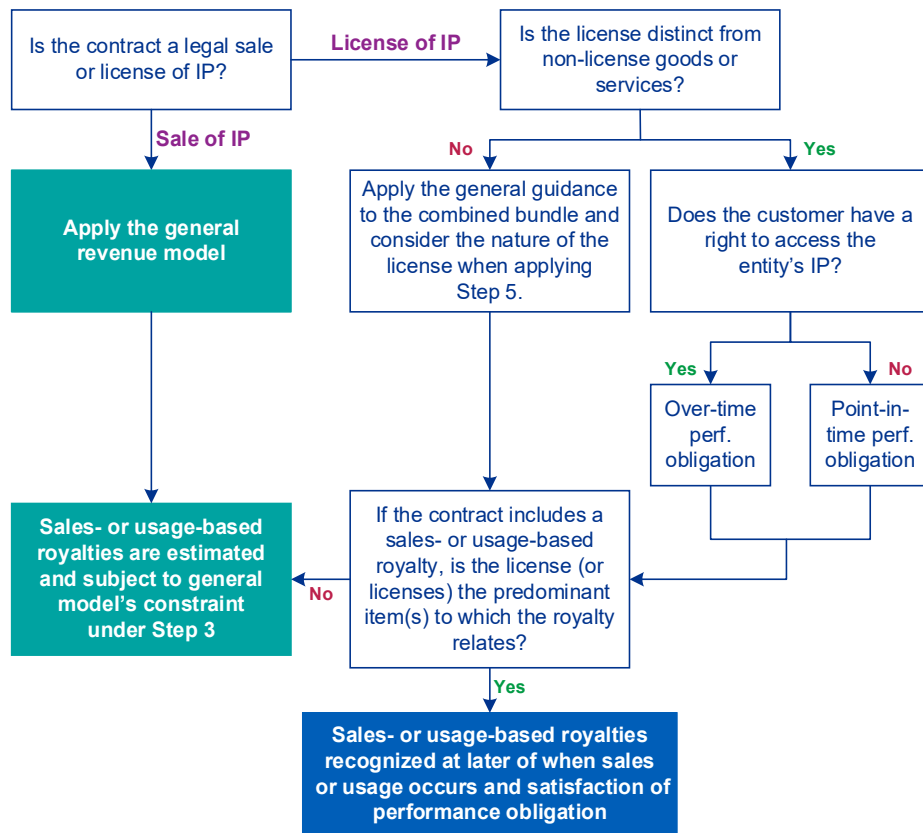 Is the contract a legal sale
or license of IP?
License of IP
Is the license distinct from
non-license goods or
services?
Sale of IP
No
Yes
Apply the general
revenue model
Apply the general guidance
to the combined bundle and
consider the nature of the
license when applying
Step 5.
Does the customer have a
right to access the
entity's IP?
Yes
No
Over-time
perf.
obligation
Point-in-
time perf.
obligation
Sales- or usage-based
royalties are estimated
and subject to general
model's constraint
under Step 3
No
If the contract includes a
sales- or usage-based
royalty, is the license (or
licenses) the predominant
item(s) to which the royalty
relates?
Yes
Sales- or usage-based royalties
recognized at later of when sales
or usage occurs and satisfaction of
performance obligation